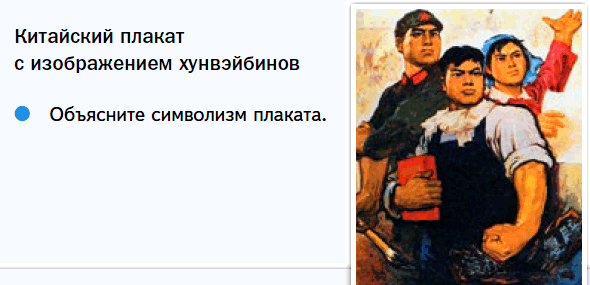 Китайский плакат
с изображением хунвэйбинов
Объясните символизм плаката.